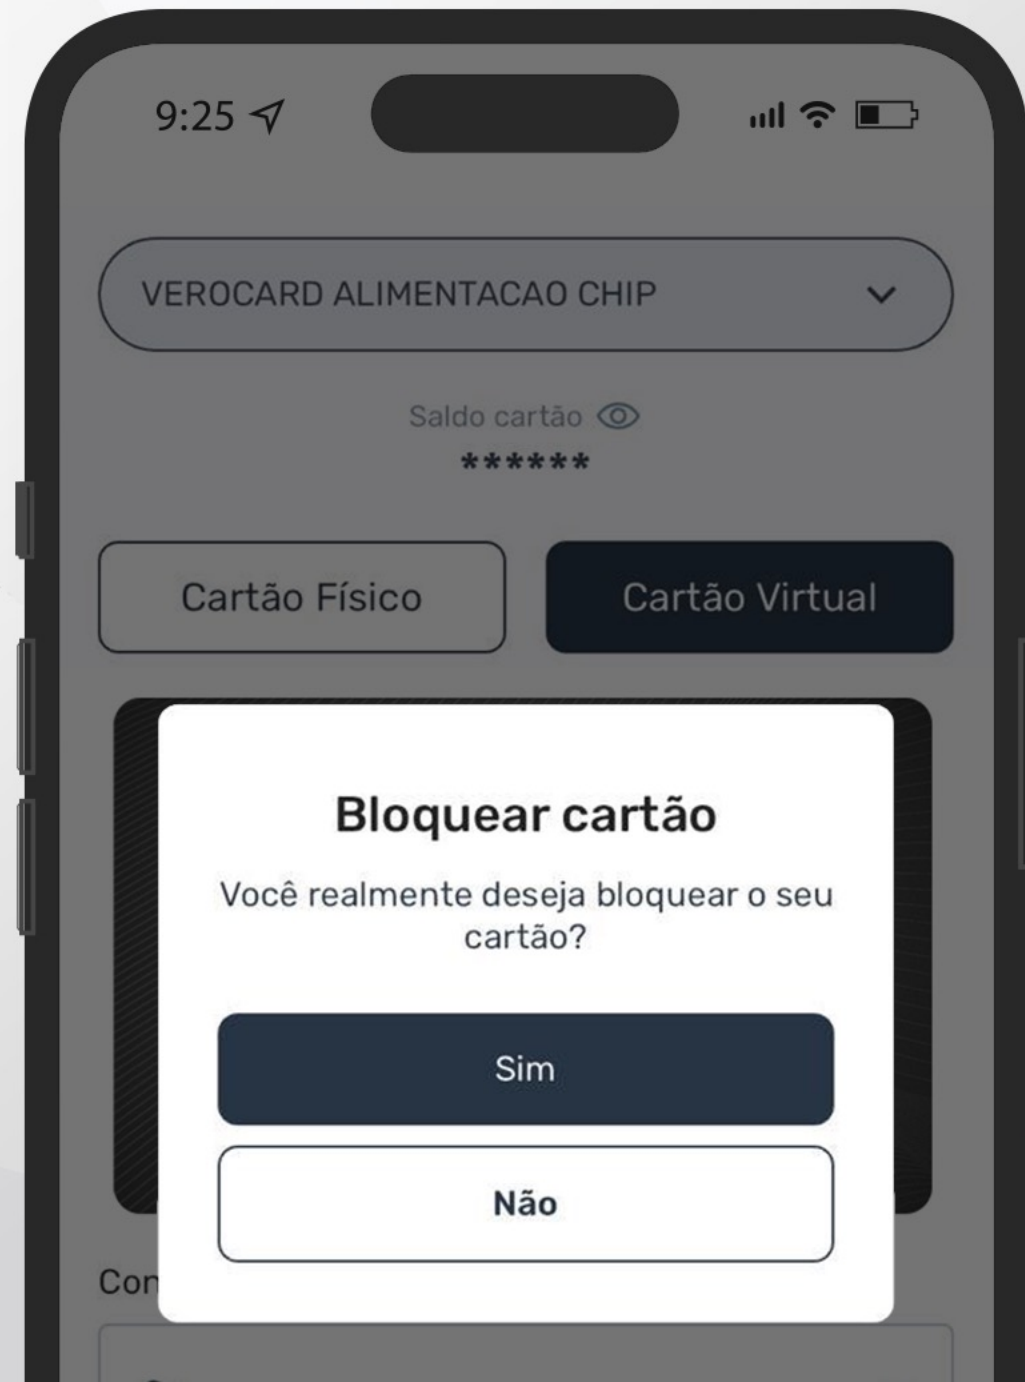 9:25
VEROCARD ALIMENTACAO CHIP
Saldo cartão
******
Cartão Físico
Cartão Virtual
Bloquear cartão
Você realmente deseja bloquear o seu
cartão?
Sim
Não